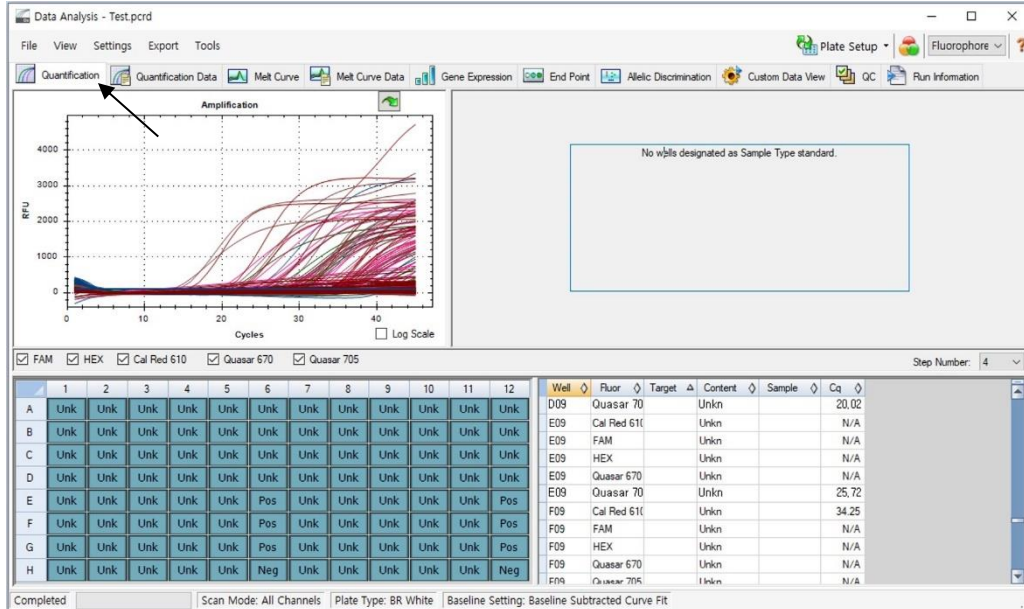 Data Analysis - Test.pcrd
File View Settings Export Tools
Plate Setup
Fluorophore
Quantification Quantification Data Melt Curve Melt Curve Data Gene Expression End Point Allelic Discrimination Custom Data View QC Run Information
Amplification
4000
3000
2000
1000
0
RFU
0 10 20 30 40
Cycles
Log Scale
No wells designated as Sample Type standard.
FAM HEX Cal Red 610 Quasar 670 Quasar 705
Step Number: 4
1 2 3 4 5 6 7 8 9 10 11 12
A Unk Unk Unk Unk Unk Unk Unk Unk Unk Unk Unk Unk
B Unk Unk Unk Unk Unk Unk Unk Unk Unk Unk Unk Unk
C Unk Unk Unk Unk Unk Unk Unk Unk Unk Unk Unk Unk
D Unk Unk Unk Unk Unk Unk Unk Unk Unk Unk Unk Unk
E Unk Unk Unk Unk Unk Pos Unk Unk Unk Unk Unk Pos
F Unk Unk Unk Unk Unk Pos Unk Unk Unk Unk Unk Pos
G Unk Unk Unk Unk Unk Pos Unk Unk Unk Unk Unk Pos
H Unk Unk Unk Unk Unk Neg Unk Unk Unk Unk Unk Neg
Well Fluor Target Content Sample Cq
D09 Quasar 70 Unkn 20,02
E09 Cal Red 610 Unkn N/A
E09 FAM Unkn N/A
E09 HEX Unkn N/A
E09 Quasar 670 Unkn N/A
E09 Quasar 70 Unkn 25,72
F09 Cal Red 610 Unkn 34.25
F09 FAM Unkn N/A
F09 HEX Unkn N/A
F09 Quasar 670 Unkn N/A
F09 Quasar 705 Unkn N/A
Completed
Scan Mode: All Channels Plate Type: BR White Baseline Setting: Baseline Subtracted Curve Fit